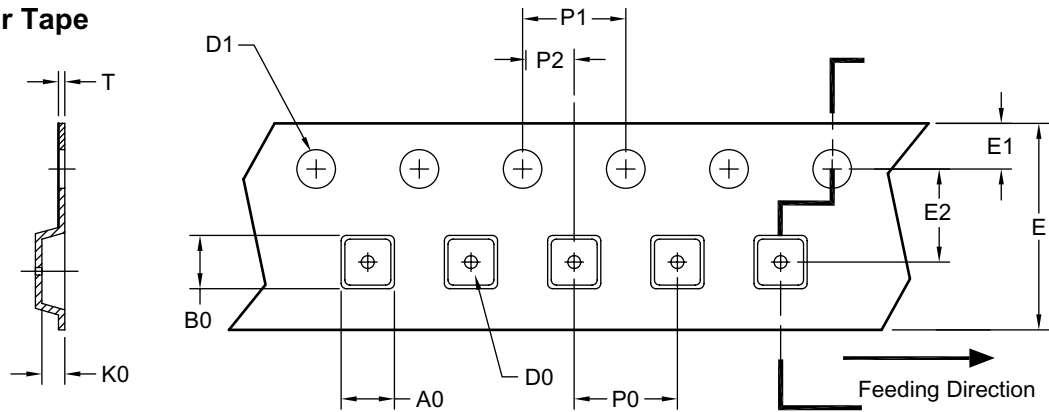 r Tape
P1
D1
P2
T
E1
E2
E
B0
K0
A0
D0
P0
Feeding Direction